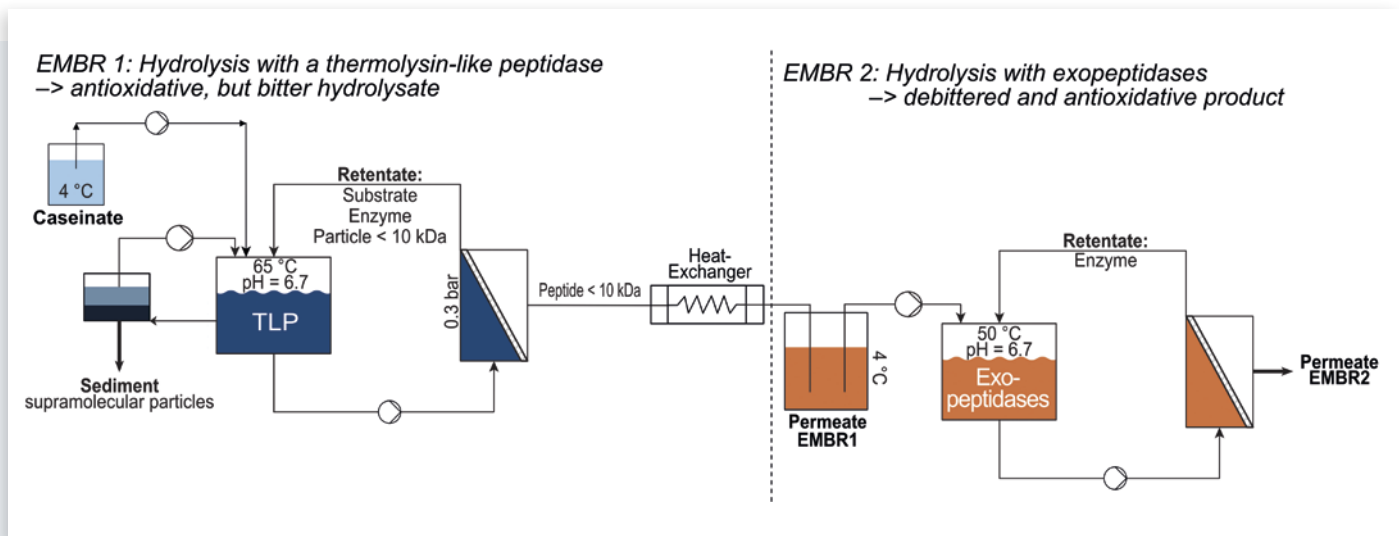 EMBR 1: Hydrolysis with a thermolysin-like peptidase
–> antioxidative, but bitter hydrolysate
EMBR 2: Hydrolysis with exopeptidases
–> debittered and antioxidative product
4 °C
Caseinate
Retentate:
Substrate
Enzyme
Particle < 10 kDa
65 °C
pH = 6.7
TLP
0.3 bar
Sediment
supramolecular particles
Peptide < 10 kDa
Heat-
Exchanger
4 °C
Permeate
EMBR1
Retentate:
Enzyme
50 °C
pH = 6.7
Exo-
peptidases
Permeate
EMBR2